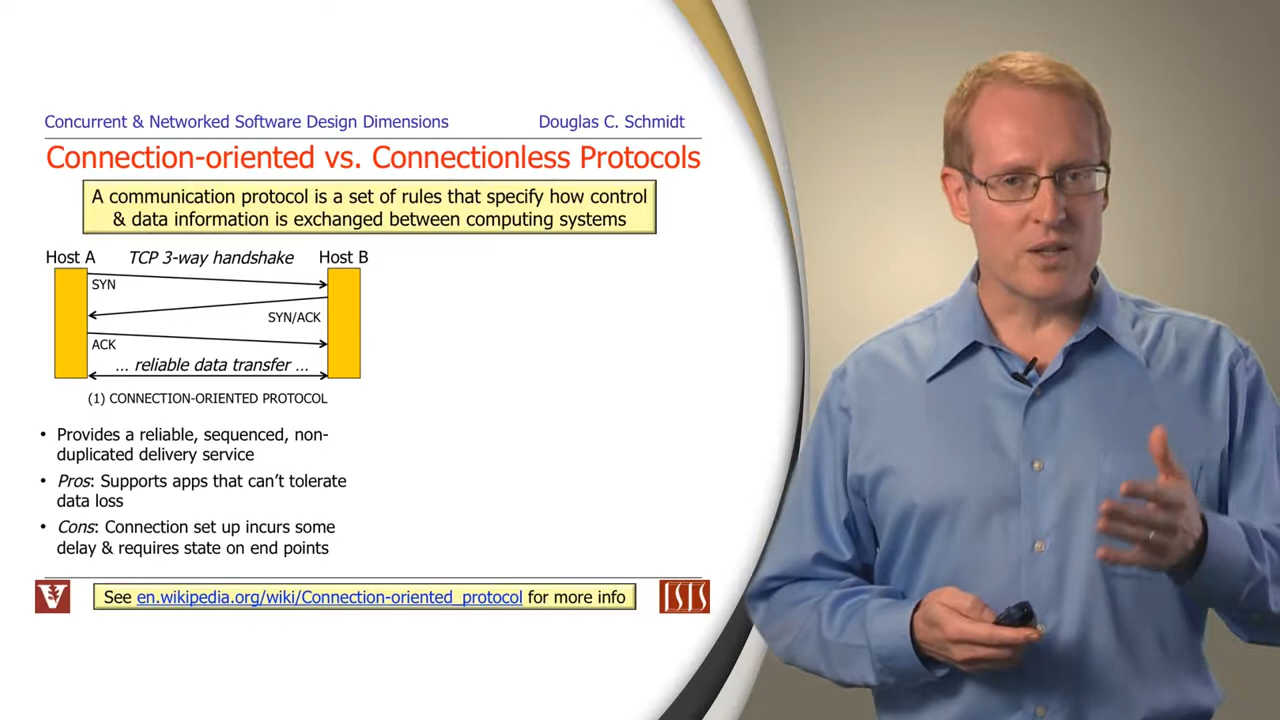 Concurrent & Networked Software Design Dimensions Douglas C. Schmidt
Connection-oriented vs. Connectionless Protocols
A communication protocol is a set of rules that specify how control
& data information is exchanged between computing systems
Host A TCP 3-way handshake Host B
SYN
SYN/ACK
ACK
... reliable data transfer ...
(1) CONNECTION-ORIENTED PROTOCOL
• Provides a reliable, sequenced, non-
duplicated delivery service
• Pros: Supports apps that can't tolerate
data loss
• Cons: Connection set up incurs some
delay & requires state on end points
V See en.wikipedia.org/wiki/Connection-oriented_protocol for more info ISIS